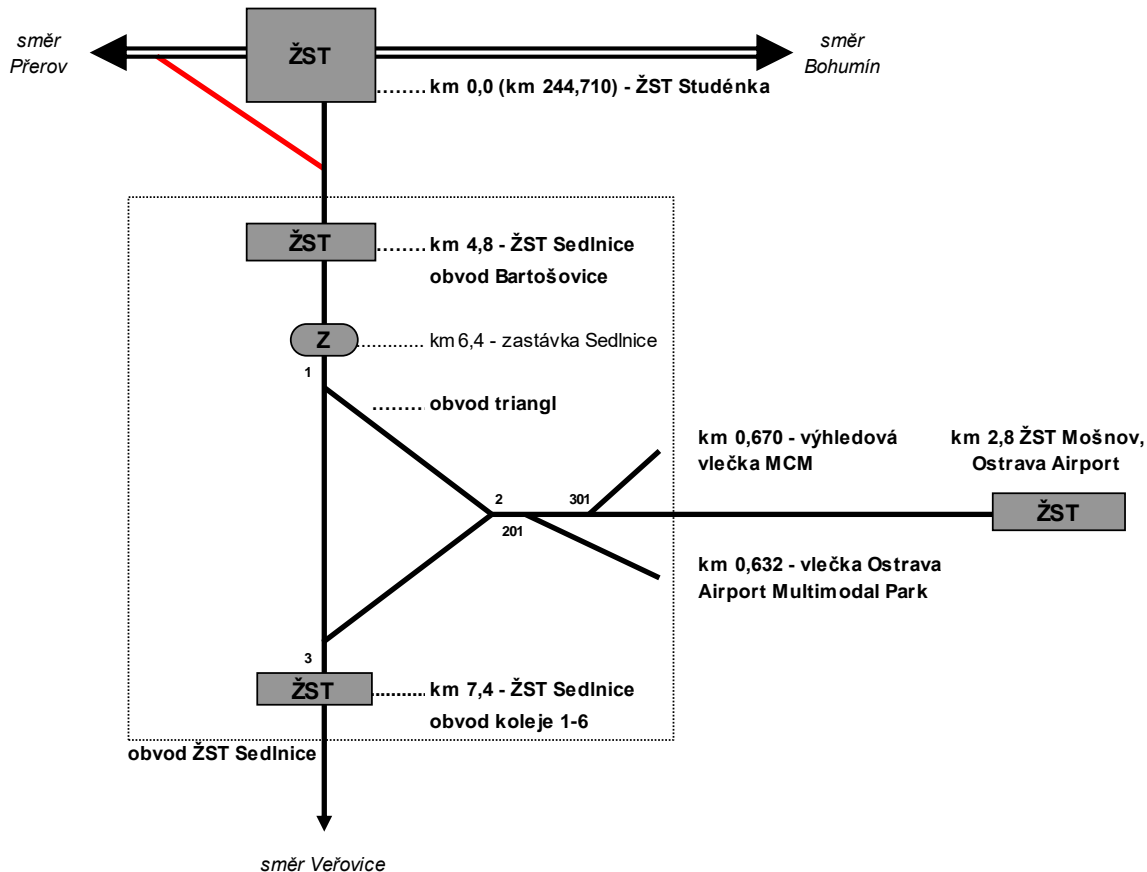 směr
Přerov
ŽST
směr
Bohumín
km 0,0 (km 244,710) - ŽST Studénka
ŽST
km 4,8 - ŽST Sedlnice
obvod Bartošovice
Z
km 6,4 - zastávka Sedlnice
1
obvod triangl
km 0,670 - výhledová
vlečka MCM
km 2,8 ŽST Mošnov,
Ostrava Airport
2
301
201
ŽST
km 0,632 - vlečka Ostrava
Airport Multimodal Park
3
ŽST
km 7,4 - ŽST Sedlnice
obvod koleje 1-6
obvod ŽST Sedlnice
směr Veřovice